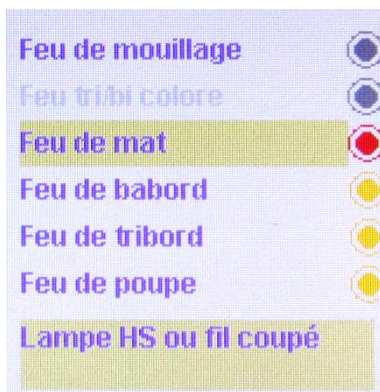 Feu de mouillage
Feu tri/bi colore
Feu de mat
Feu de babord
Feu de tribord
Feu de poupe
Lampe HS ou fil coupé